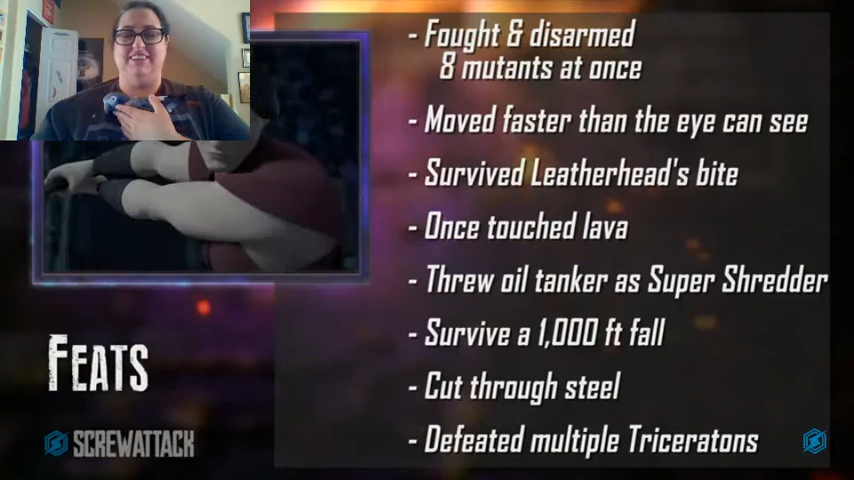 - Fought & disarmed
8 mutants at once
- Moved faster than the eye can see
- Survived Leatherhead's bite
- Once touched lava
- Threw oil tanker as Super Shredder
- Survive a 1,000 ft fall
- Cut through steel
- Defeated multiple Triceratons
FEATS
SCREWATTACK